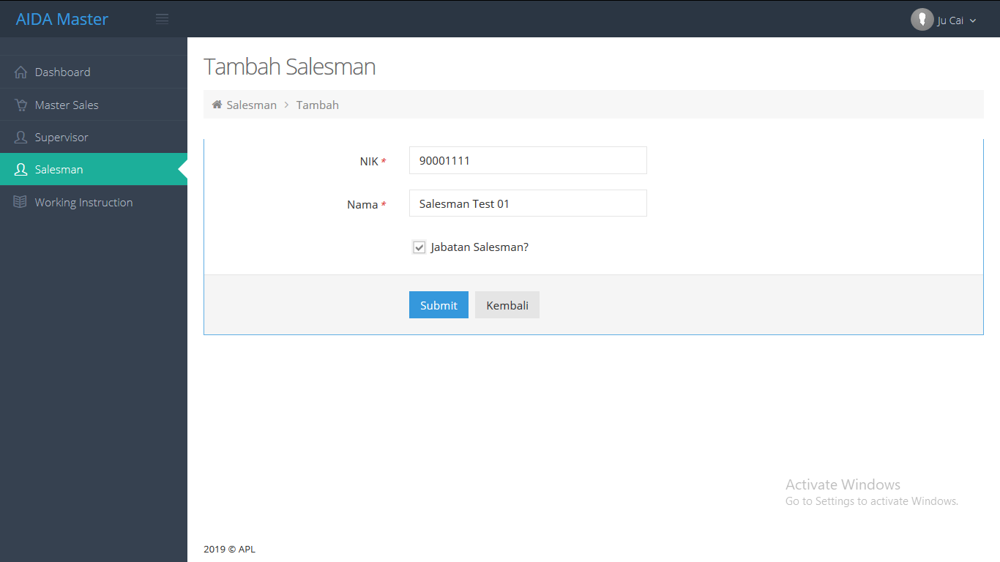 AIDA Master
Ju Cai
Dashboard
Master Sales
Supervisor
Salesman
Working Instruction
Tambah Salesman
Salesman > Tambah
NIK * 90001111
Nama * Salesman Test 01
Jabatan Salesman?
Submit Kembali
Activate Windows
Go to Settings to activate Windows.
2019 © APL